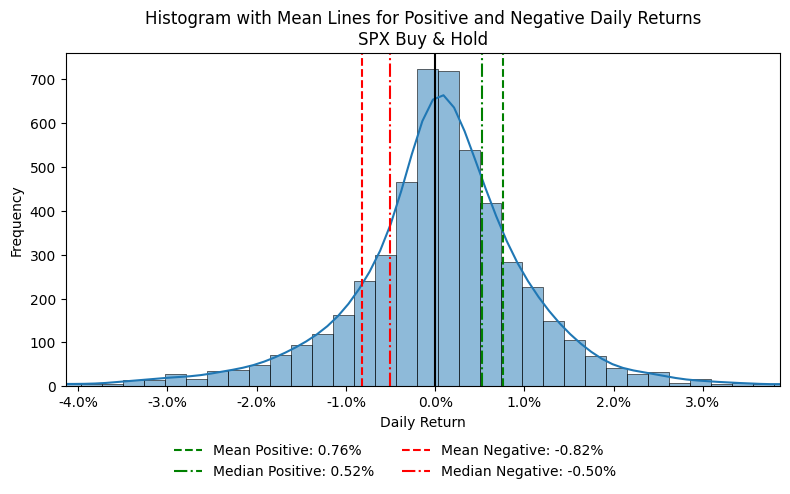 Histogram with Mean Lines for Positive and Negative Daily Returns
SPX Buy & Hold
700
600
500
400
300
200
100
0
Frequency
-4.0% -3.0% -2.0% -1.0% 0.0% 1.0% 2.0% 3.0%
Daily Return
Mean Positive: 0.76% Mean Negative: -0.82%
Median Positive: 0.52% Median Negative: -0.50%